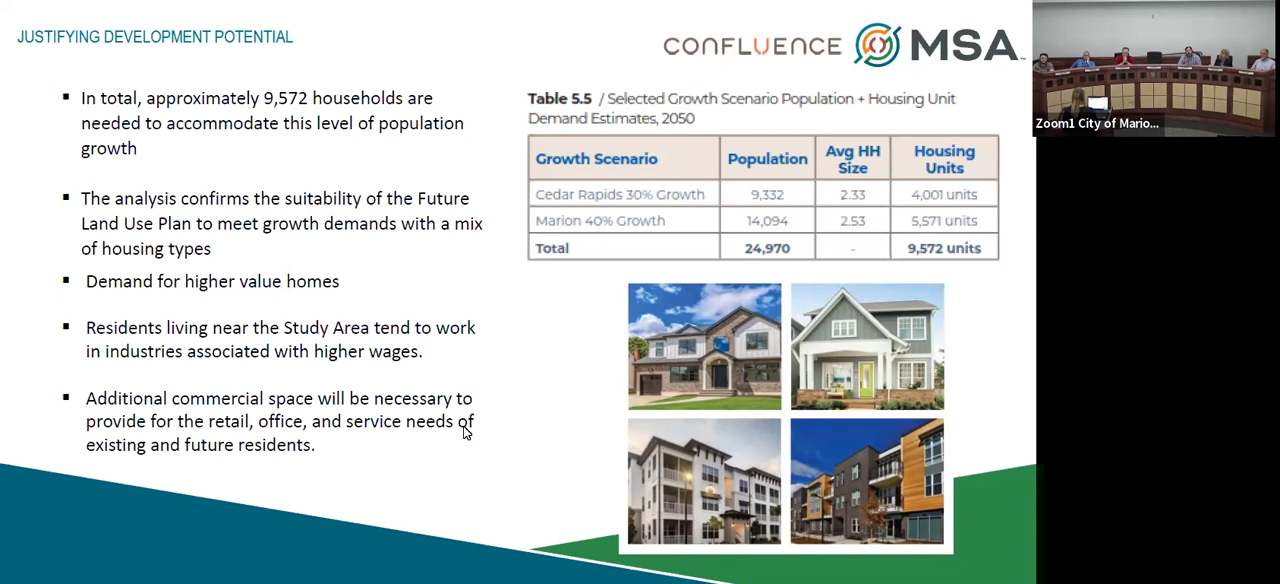 JUSTIFYING DEVELOPMENT POTENTIAL
CONFLUENCE
MSA
In total, approximately 9,572 households are
needed to accommodate this level of population
growth
The analysis confirms the suitability of the Future
Land Use Plan to meet growth demands with a mix
of housing types
Demand for higher value homes
Residents living near the Study Area tend to work
in industries associated with higher wages.
Additional commercial space will be necessary to
provide for the retail, office, and service needs of
existing and future residents.
Table 5.5 / Selected Growth Scenario Population + Housing Unit
Demand Estimates, 2050
Growth Scenario Population Avg HH Size Housing Units
Cedar Rapids 30% Growth 9,332 2.33 4,001 units
Marion 40% Growth 14,094 2.53 5,571 units
Total 24,970 - 9,572 units
Zoom1 City of Mario...